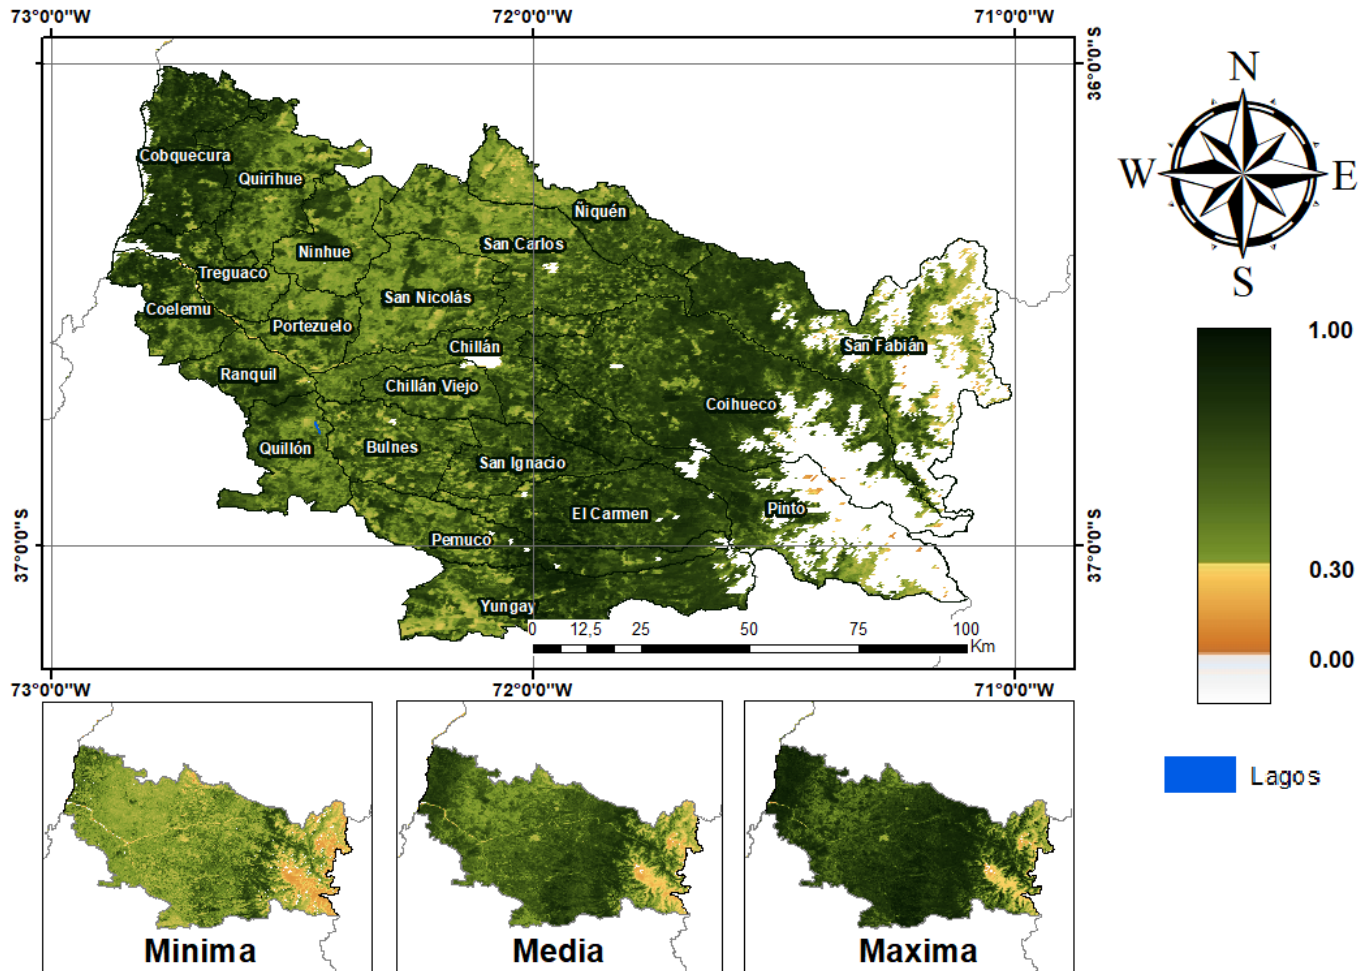 73°0'0"W
72°0'0"W
71°0'0"W
36°0'0"S
36°0'0"S
N
W
E
S
Cobquecura
Quirihue
Ñiquén
Ninhue
San Carlos
Treguaco
San Nicolás
Coelemu
Portezuelo
Chillán
San Fabián
Ranquil
Chillán Viejo
Coihueco
Quillón
Bulnes
San Ignacio
El Carmen
Pinto
Pemuco
Yungay
37°0'0"S
37°0'0"S
0 12,5 25 50 75 100
Km
73°0'0"W
72°0'0"W
71°0'0"W
1.00
0.30
0.00
Lagos
Minima
Media
Maxima